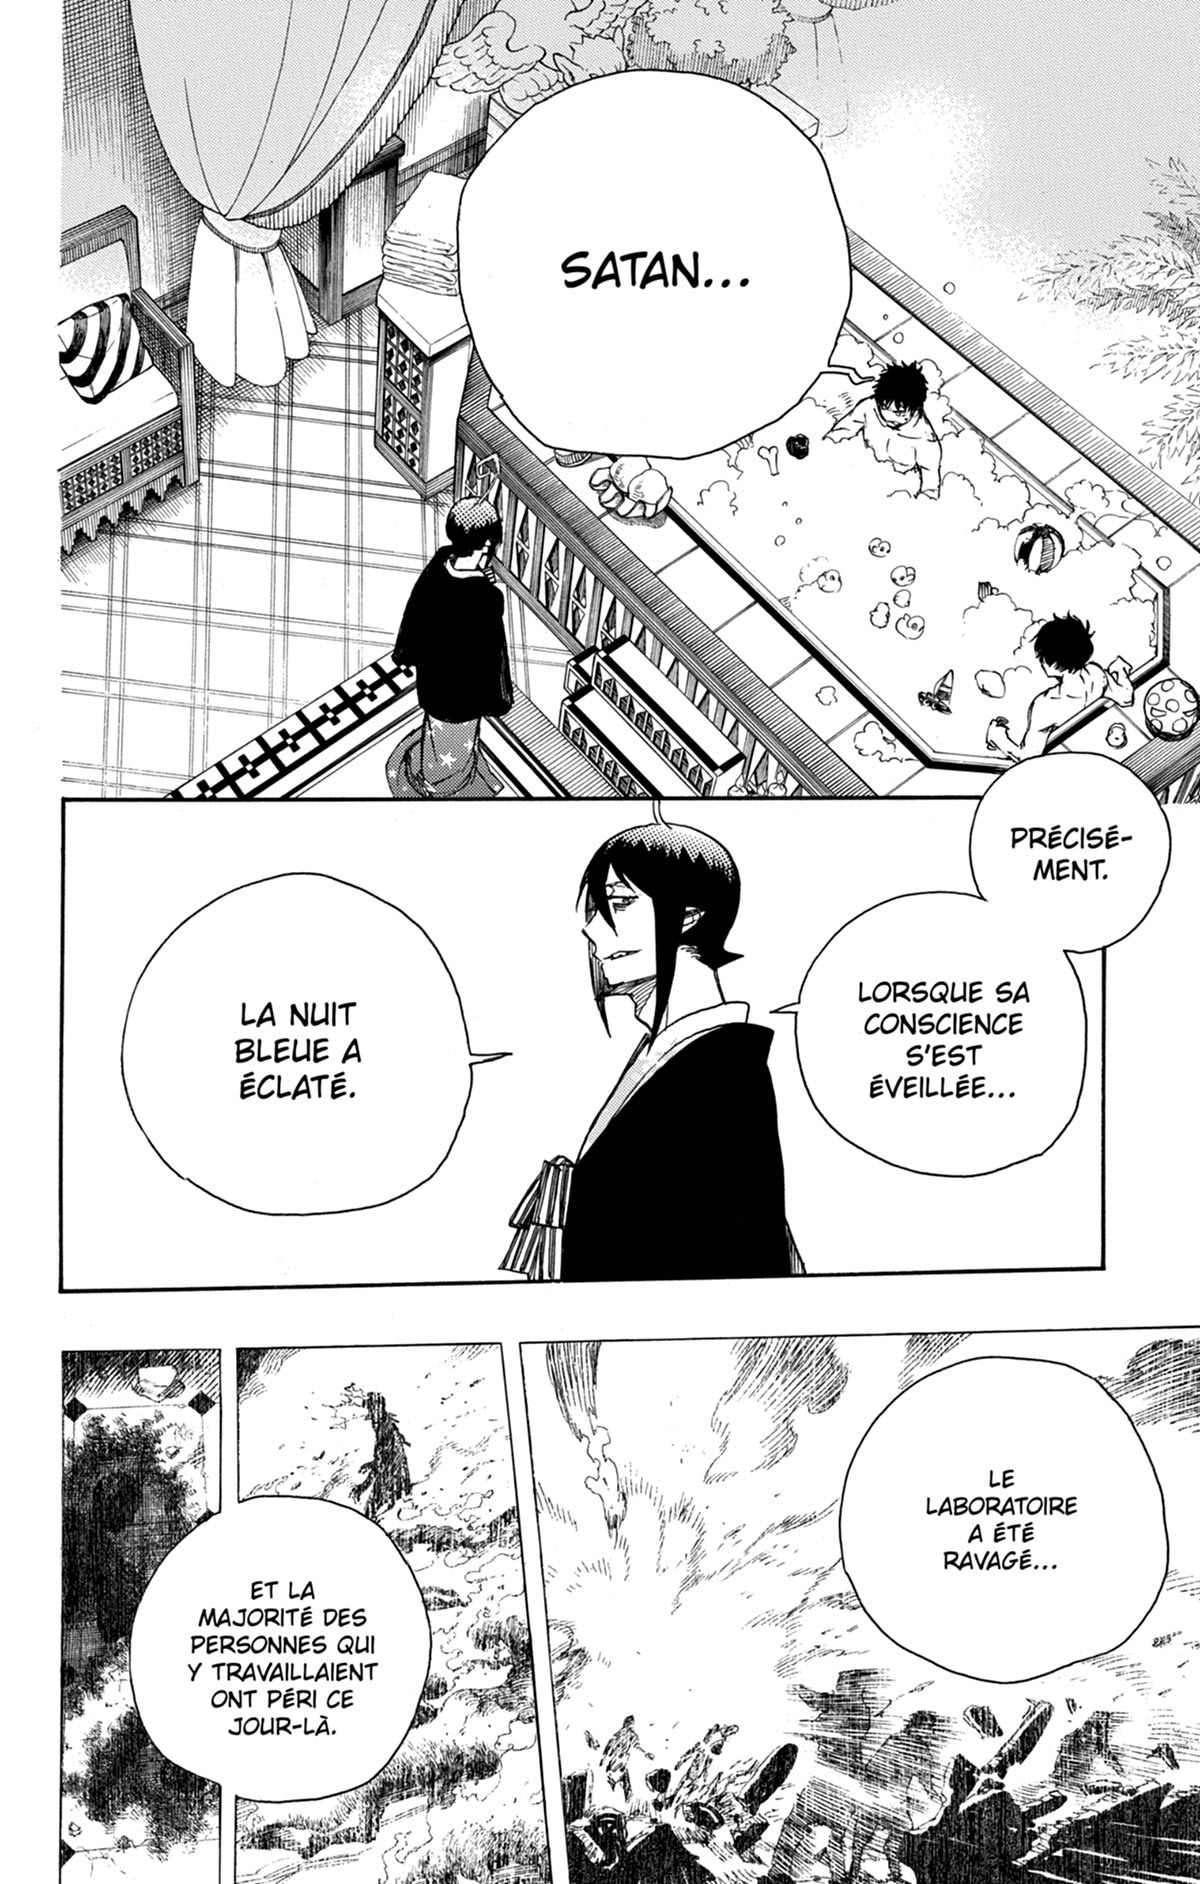 SATAN...
PRÉCISÉ-
MENT.
LORSQUE SA
CONSCIENCE
S'EST
ÉVEILLÉE...
LA NUIT
BLEUE A
ÉCLATÉ.
LE
LABORATOIRE
A ÉTÉ
RAVAGÉ...
ET LA
MAJORITÉ DES
PERSONNES QUI
Y TRAVAILLAIENT
ONT PÉRI CE
JOUR-LÀ.